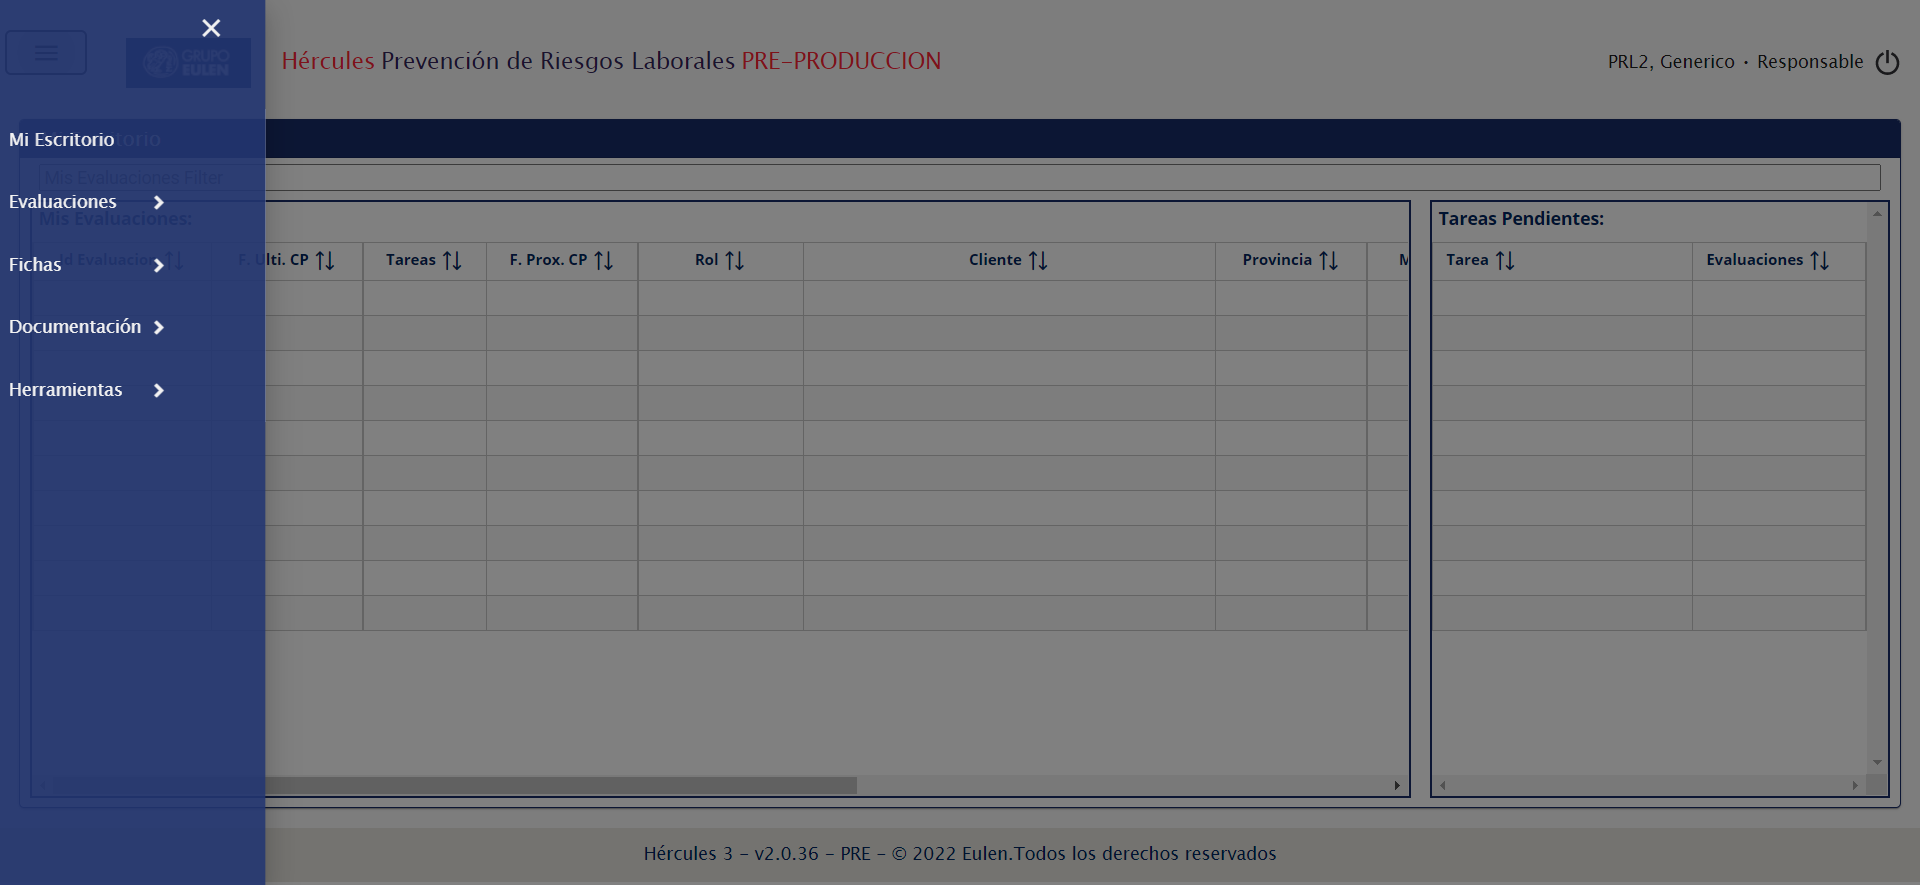 GRUPO
EULEN
Hércules Prevención de Riesgos Laborales PRE-PRODUCCION
PRL2, Generico · Responsable
Mi Escritorio
Mis Evaluaciones Filter
Evaluaciones
Mis Evaluaciones:
Tareas Pendientes:
Id Evaluacion
F. Ulti. CP
Tareas
F. Prox. CP
Rol
Cliente
Provincia
M
Tarea
Evaluaciones
Fichas
Documentación
Herramientas
Hércules 3 - v2.0.36 - PRE - © 2022 Eulen.Todos los derechos reservados